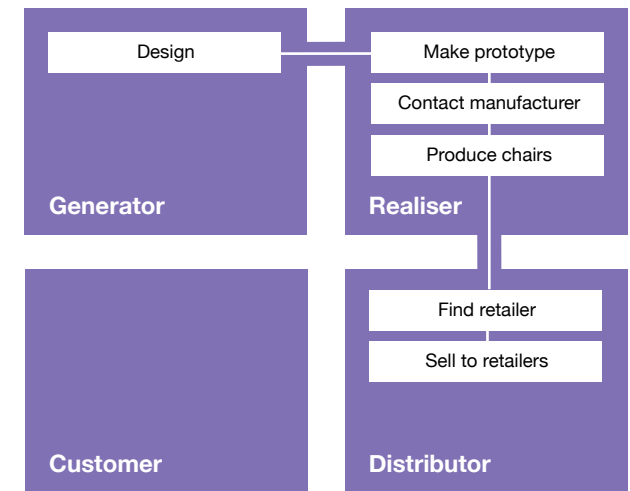 Design
Make prototype
Contact manufacturer
Produce chairs
Generator
Realiser
Find retailer
Sell to retailers
Customer
Distributor